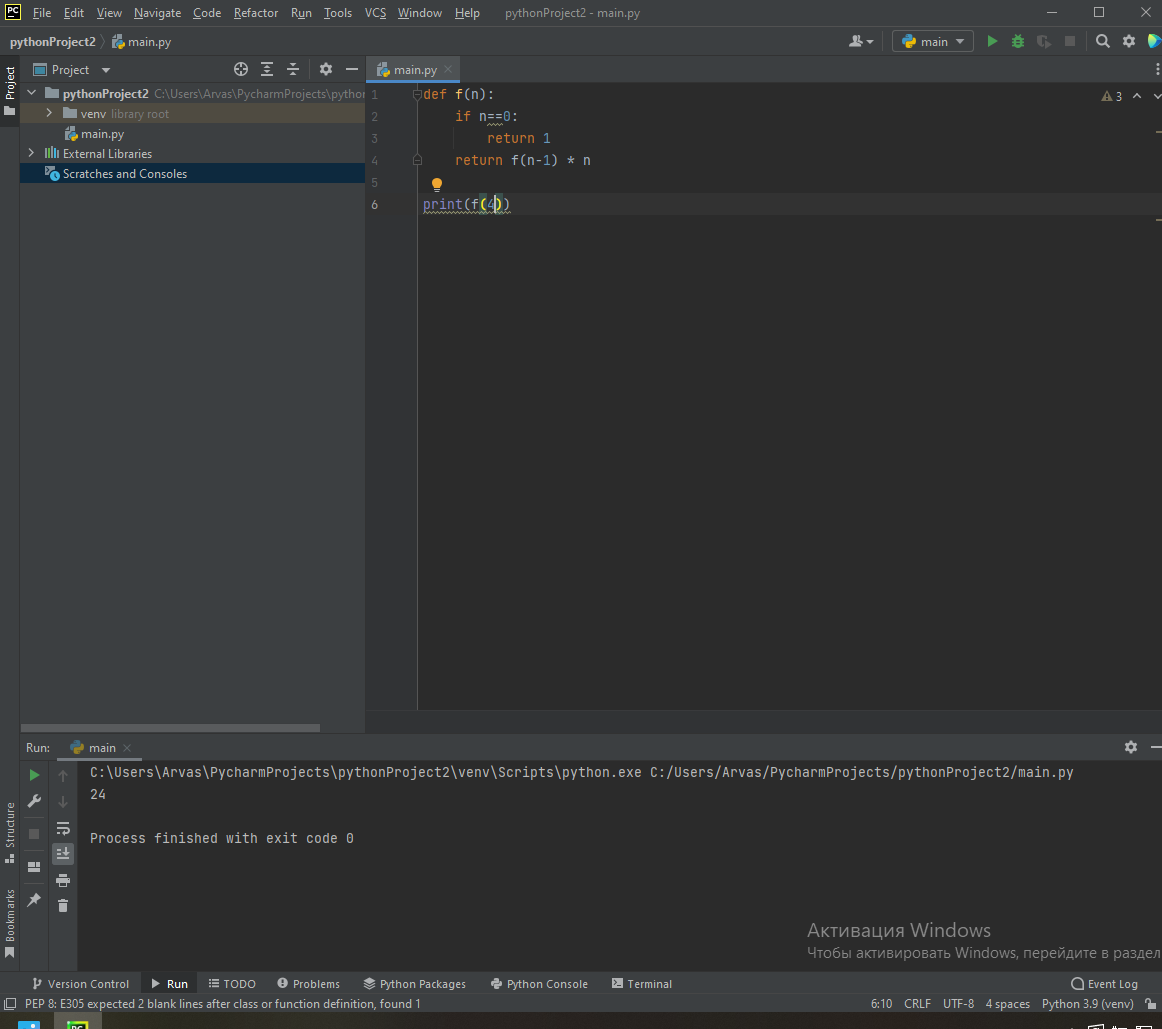 PC File Edit View Navigate Code Refactor Run Tools VCS Window Help pythonProject2 - main.py
pythonProject2 main.py main
Project Project main.py
pythonProject2 C:\Users\Arvas\PycharmProjects\python
venv library root
main.py
External Libraries
Scratches and Consoles
1 def f(n):
2 if n==0:
3 return 1
4 return f(n-1) * n
5
6 print(f(4))
3
Run: main
C:\Users\Arvas\PycharmProjects\pythonProject2\venv\Scripts\python.exe C:/Users/Arvas/PycharmProjects/pythonProject2/main.py
24
Process finished with exit code 0
Structure
Bookmarks
Активация Windows
Чтобы активировать Windows, перейдите в раздел
Version Control Run TODO Problems Python Packages Python Console Terminal Event Log
PEP 8: E305 expected 2 blank lines after class or function definition, found 1 6:10 CRLF UTF-8 4 spaces Python 3.9 (venv)
PC